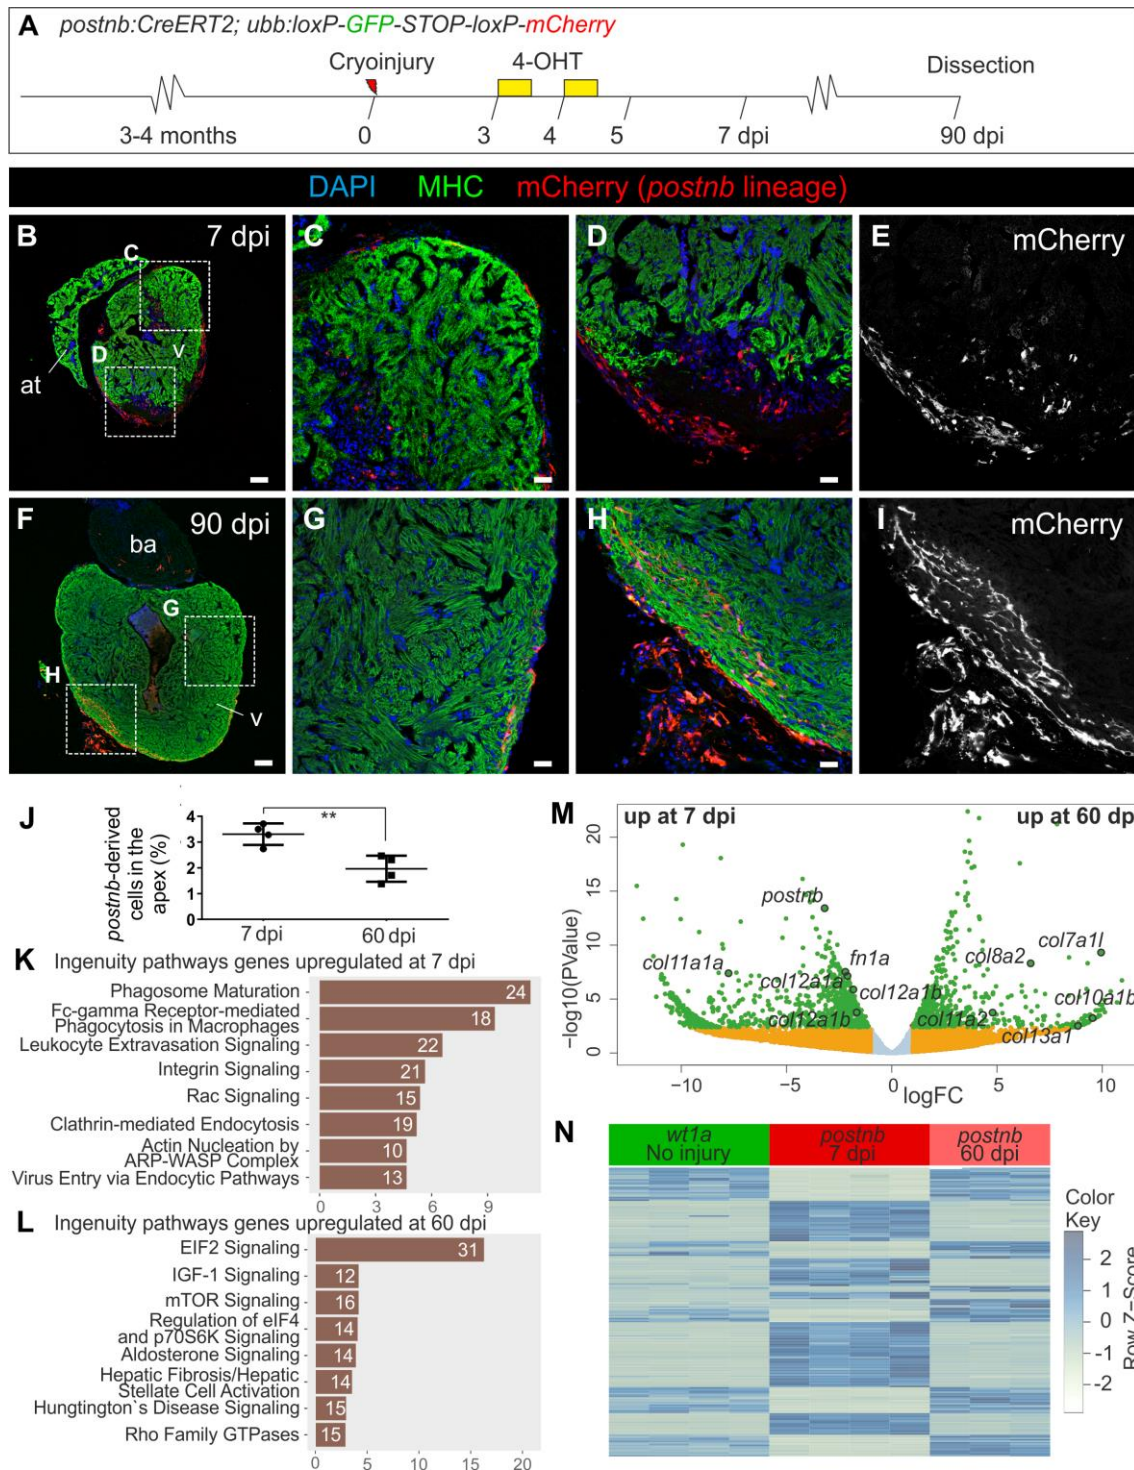 A postnb:CreERT2; ubb:loxP-GFP-STOP-loxP-mCherry
Cryoinjury 4-OHT Dissection
3-4 months 0 3 4 5 7 dpi 90 dpi
DAPI MHC mCherry (postnb lineage)
B 7 dpi C D E mCherry
C
D
V
at
F 90 dpi G H I mCherry
ba
G
H
V
J
postnb-derived
cells in the
apex (%)
4
3
2
1
0
**
7 dpi 60 dpi
K Ingenuity pathways genes upregulated at 7 dpi
Phagosome Maturation 24
Fc-gamma Receptor-mediated
Phagocytosis in Macrophages 18
Leukocyte Extravasation Signaling 22
Integrin Signaling 21
Rac Signaling 15
Clathrin-mediated Endocytosis 19
Actin Nucleation by
ARP-WASP Complex 10
Virus Entry via Endocytic Pathways 13
0 3 6 9
L Ingenuity pathways genes upregulated at 60 dpi
EIF2 Signaling 31
IGF-1 Signaling 12
mTOR Signaling 16
Regulation of eIF4
and p70S6K Signaling 14
Aldosterone Signaling 14
Hepatic Fibrosis/Hepatic
Stellate Cell Activation 14
Hungtington`s Disease Signaling 15
Rho Family GTPases 15
0 5 10 15 20
M up at 7 dpi up at 60 dp
−log10(PValue)
20
15
10
5
0
postnb
col11a1a
fn1a
col12a1a
col12a1b
col12a1b
col8a2
col7a1l
col10a1b
col11a2
col13a1
−10 −5 0 5 10
logFC
N
wt1a postnb postnb
No injury 7 dpi 60 dpi
Color
Key
2
1
0
-1
-2
Row Z-Score